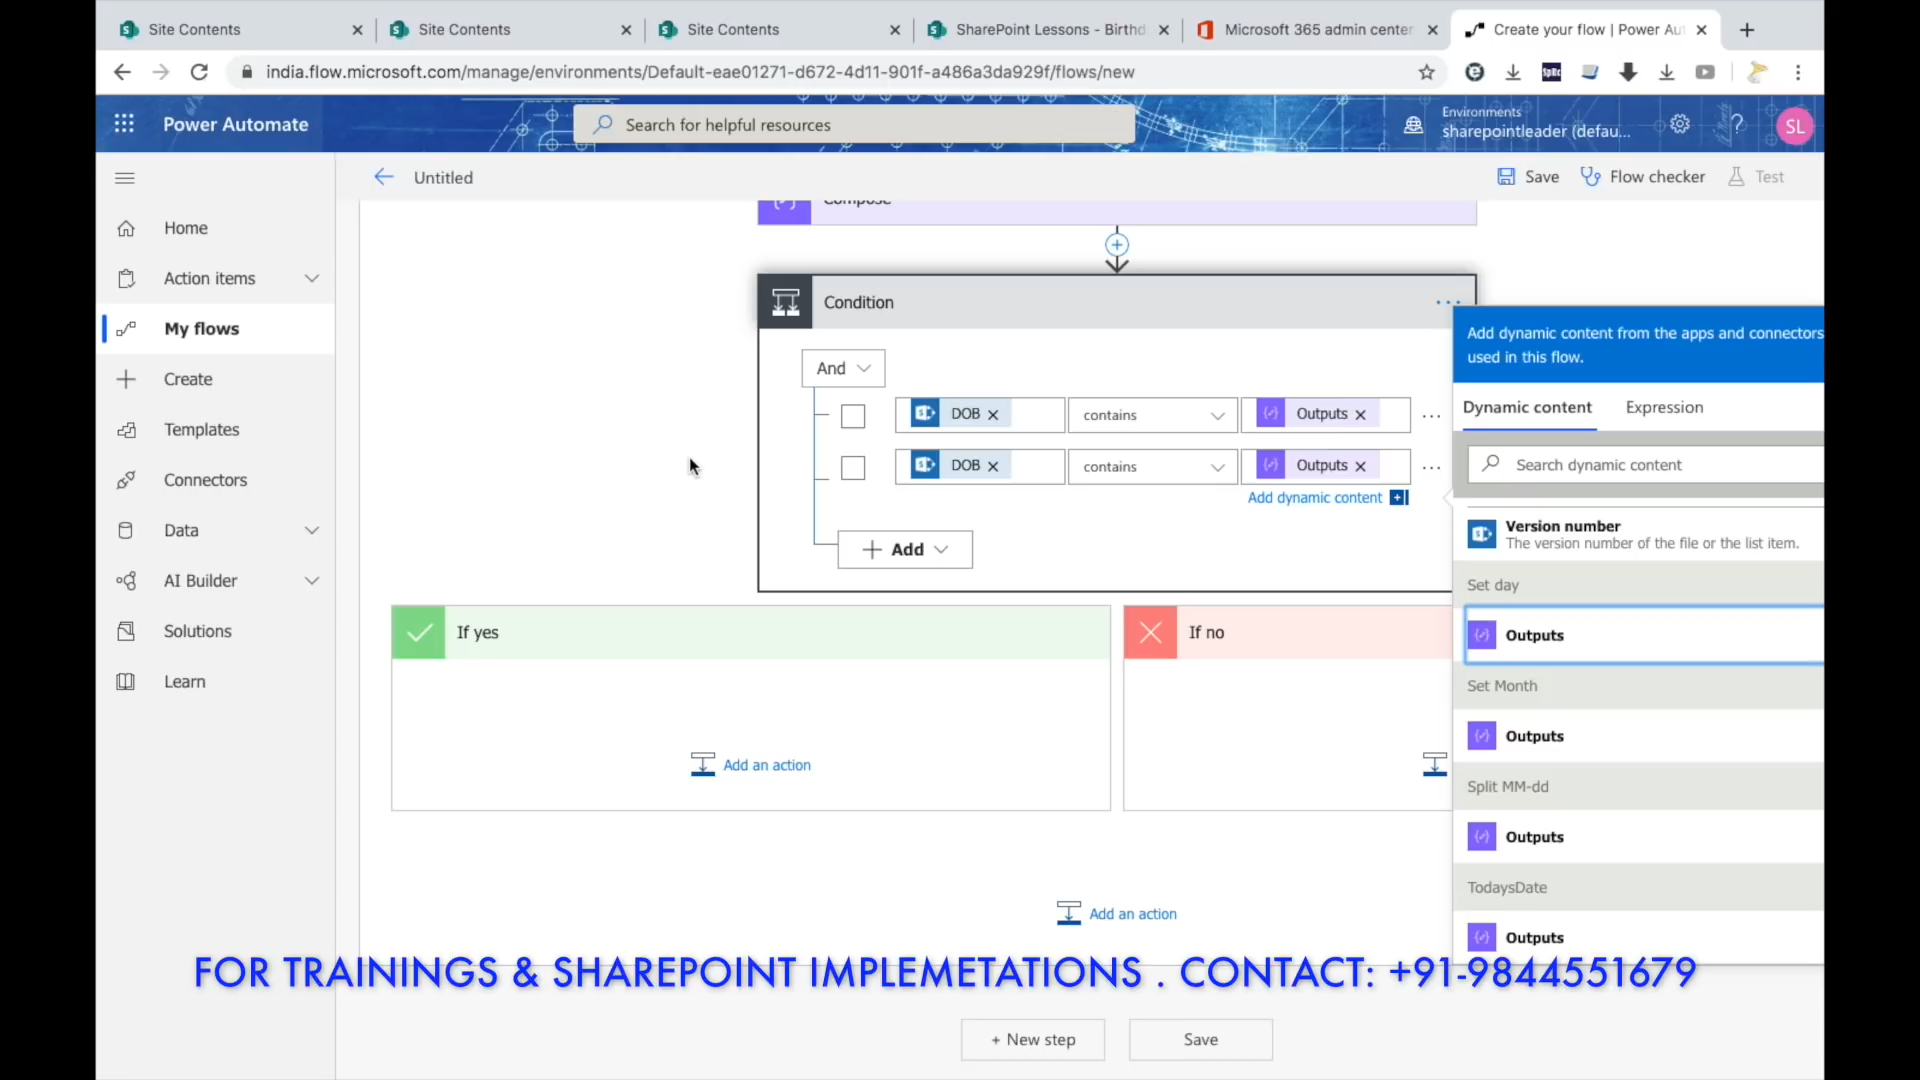 Site Contents
Site Contents
Site Contents
SharePoint Lessons - Birthd
Microsoft 365 admin center
Create your flow | Power Aut
india.flow.microsoft.com/manage/environments/Default-eae01271-d672-4d11-901f-a486a3da929f/flows/new
Power Automate
Search for helpful resources
Environments
sharepointleader (defau...
SL
Untitled
Save
Flow checker
Test
Home
Action items
My flows
Create
Templates
Connectors
Data
AI Builder
Solutions
Learn
Compose
Condition
And
DOB
contains
Outputs
DOB
contains
Outputs
Add dynamic content
Add
If yes
Add an action
If no
Add an action
Add dynamic content from the apps and connectors
used in this flow.
Dynamic content
Expression
Search dynamic content
Version number
The version number of the file or the list item.
Set day
Outputs
Set Month
Outputs
Split MM-dd
Outputs
TodaysDate
Outputs
FOR TRAININGS & SHAREPOINT IMPLEMETATIONS . CONTACT: +91-9844551679
+ New step
Save